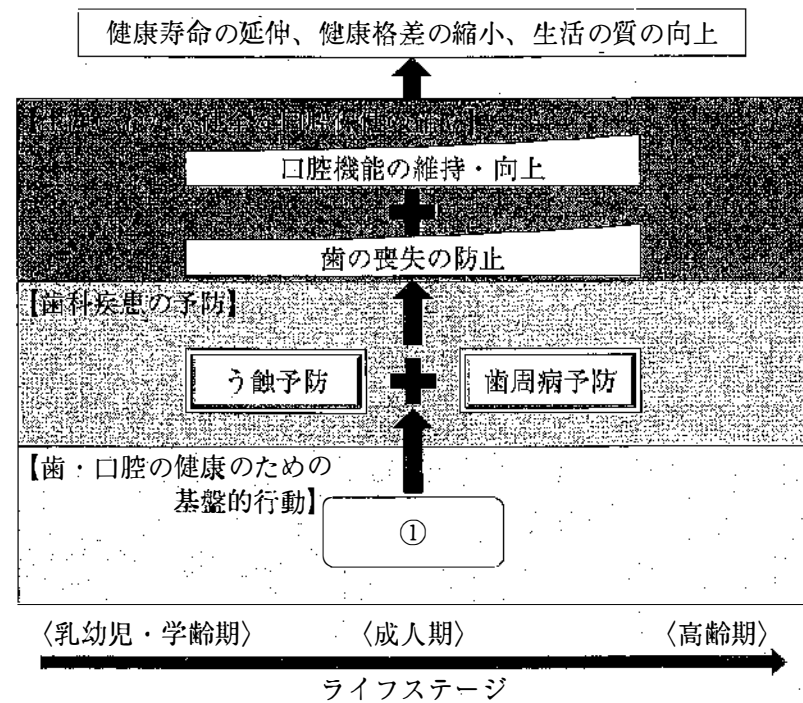 健康寿命の延伸、健康格差の縮小、生活の質の向上
口腔機能の維持・向上
歯の喪失の防止
【歯科疾患の予防】
う蝕予防
歯周病予防
【歯・口腔の健康のための
基盤的行動】
①
〈乳幼児・学齢期〉
〈成人期〉
〈高齢期〉
ライフステージ